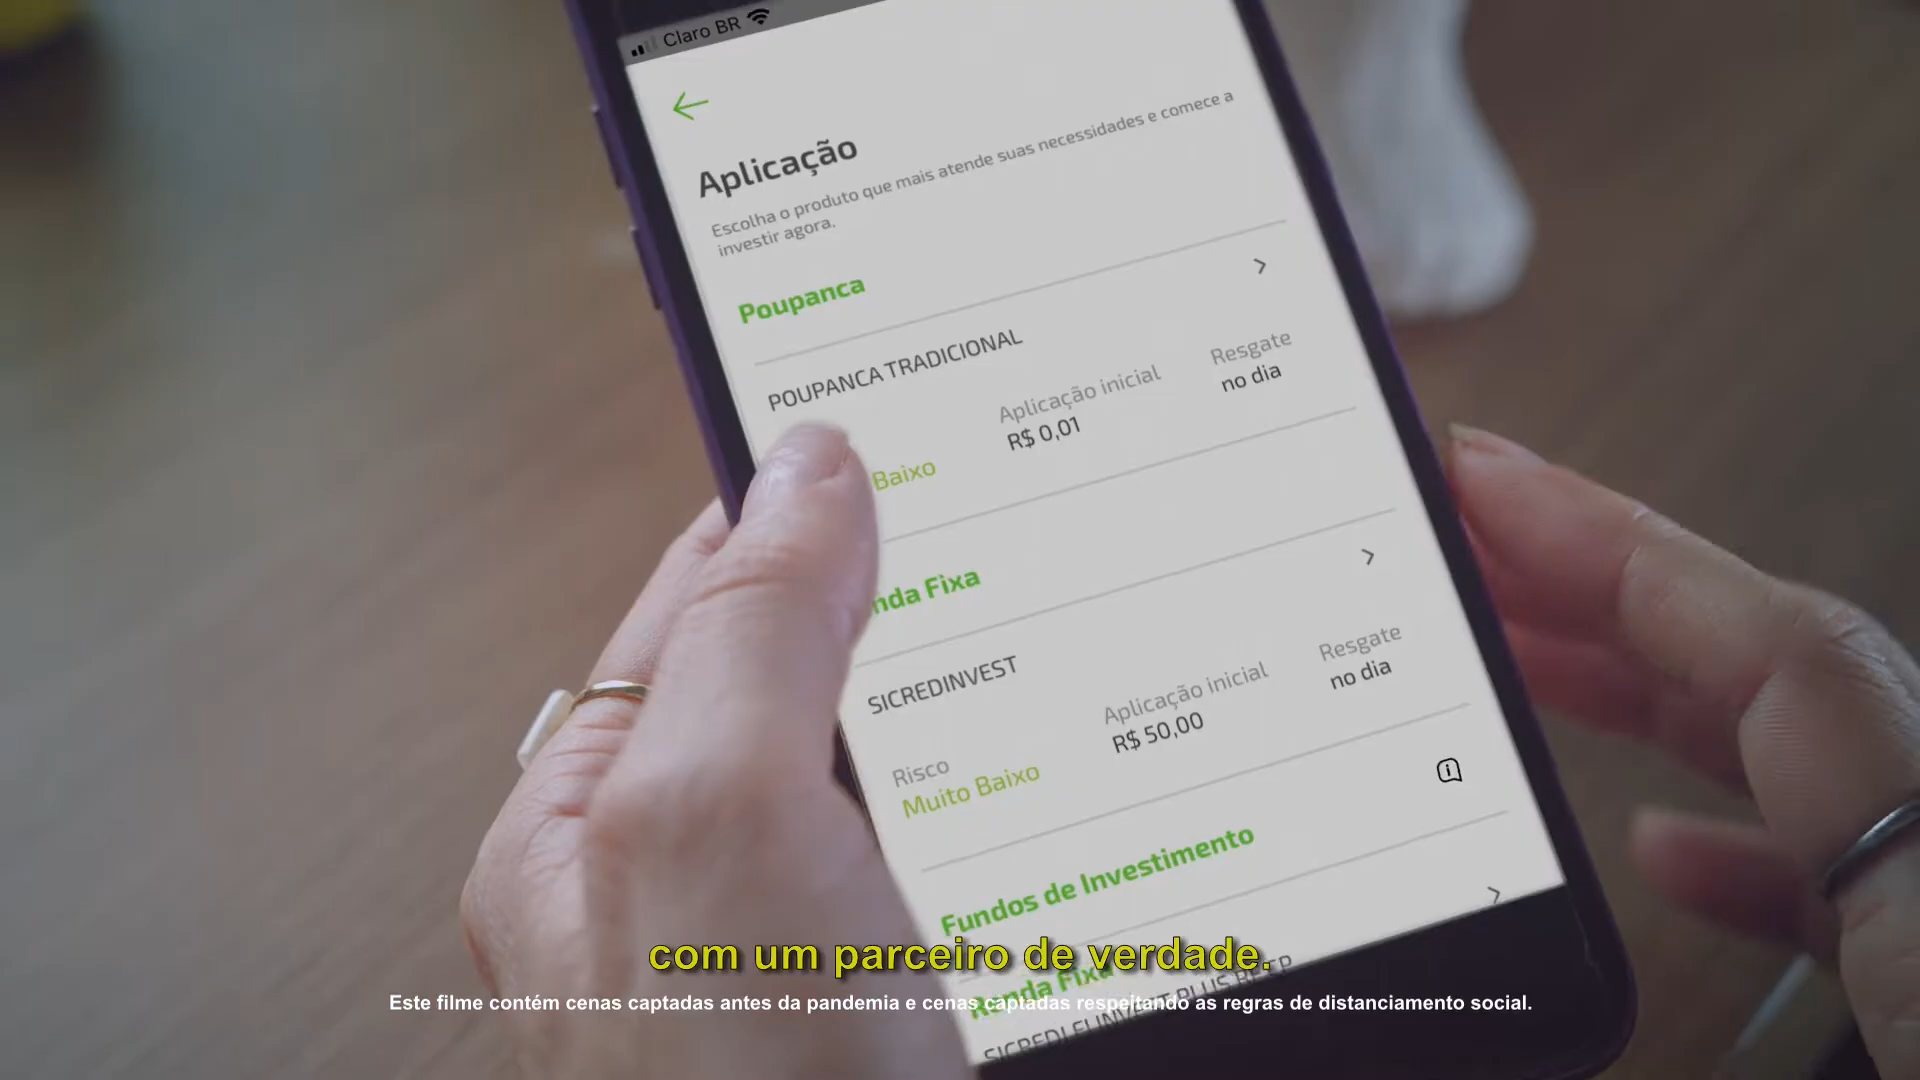 Claro BR
Aplicação
Escolha o produto que mais atende suas necessidades e comece a
investir agora.
Poupanca
POUPANCA TRADICIONAL
Baixo
Aplicação inicial
R$ 0,01
Resgate
no dia
nda Fixa
SICREDINVEST
Risco
Muito Baixo
Aplicação inicial
R$ 50,00
Resgate
no dia
Fundos de Investimento
com um parceiro de verdade.
Renda Fixa
Este filme contém cenas captadas antes da pandemia e cenas captadas respeitando as regras de distanciamento social.